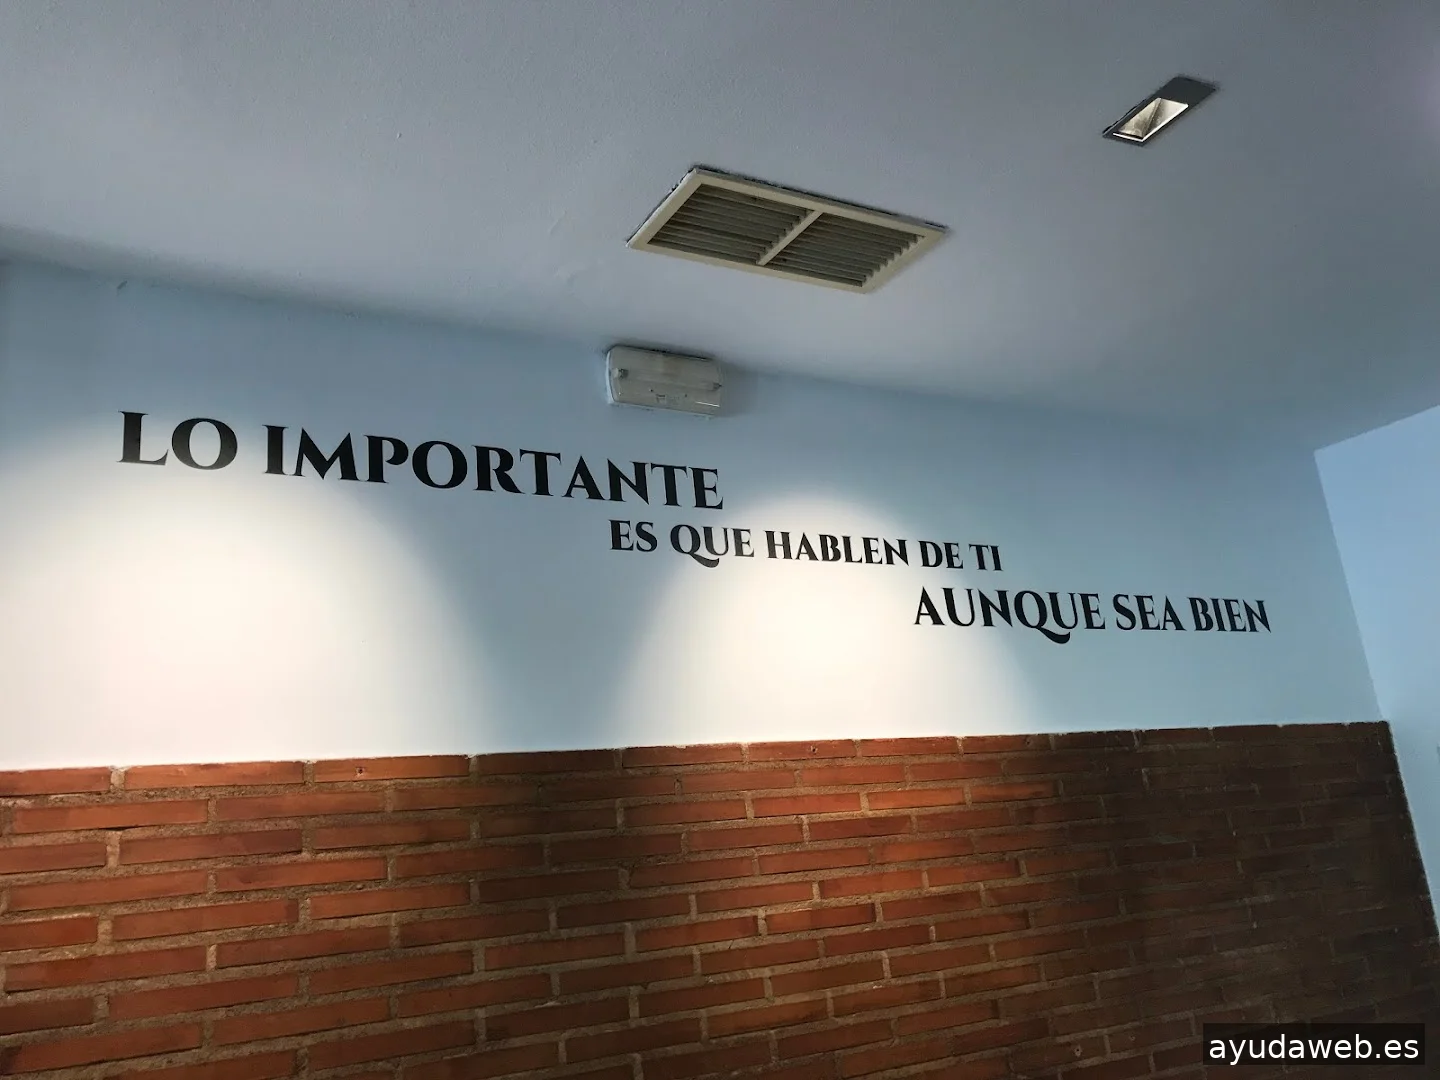 LO IMPORTANTE
ES QUE HABLEN DE TI
AUNQUE SEA BIEN
ayudaweb.es